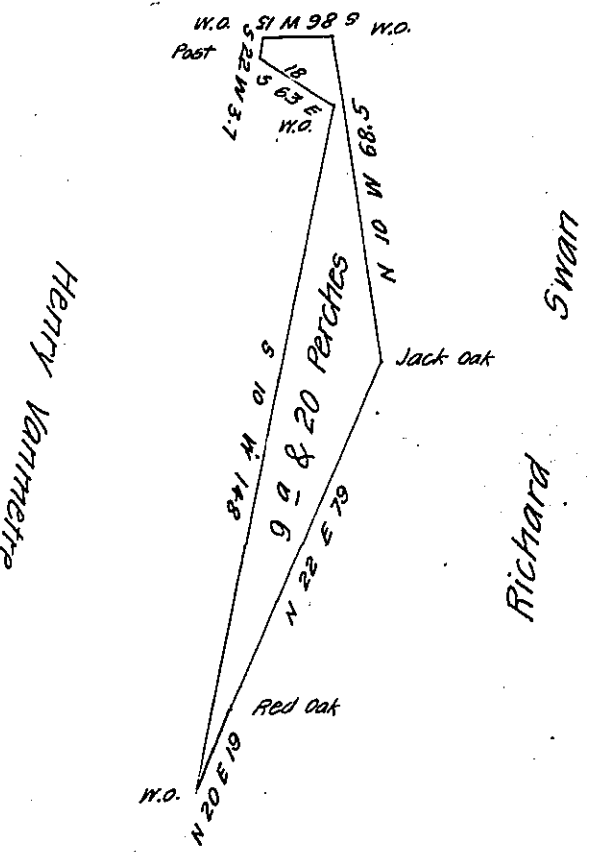 W.O.
S 86 W 15
W.O.
Post
S 22 W 3.7
S 63 E
18
W.O.
N 10 W 68.5
Swan
Henry Vanmetre
Jack Oak
S 10 W 148
9 a & 20 Perches
N 22 E 79
Richard
Red Oak
W.O.
N 20 E 19